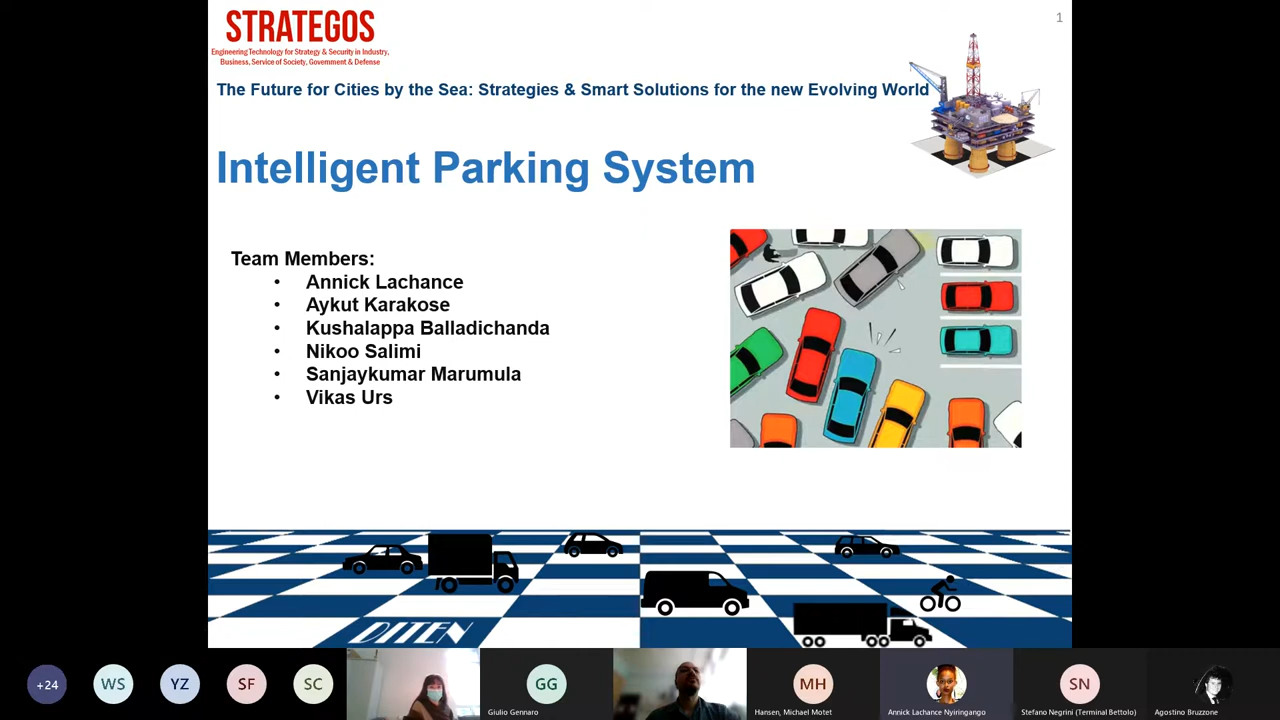 1
STRATEGOS
Engineering Technology for Strategy & Security in Industry,
Business, Service of Society, Government & Defense
The Future for Cities by the Sea: Strategies & Smart Solutions for the new Evolving World
Intelligent Parking System
Team Members:
• Annick Lachance
• Aykut Karakose
• Kushalappa Balladichanda
• Nikoo Salimi
• Sanjaykumar Marumula
• Vikas Urs
DITEN
+24
WS
YZ
SF
SC
GG
Giulio Gennaro
MH
Hansen, Michael Motet
Annick Lachance Nyiringango
SN
Stefano Negrini (Terminal Bettolo)
Agostino Bruzzone